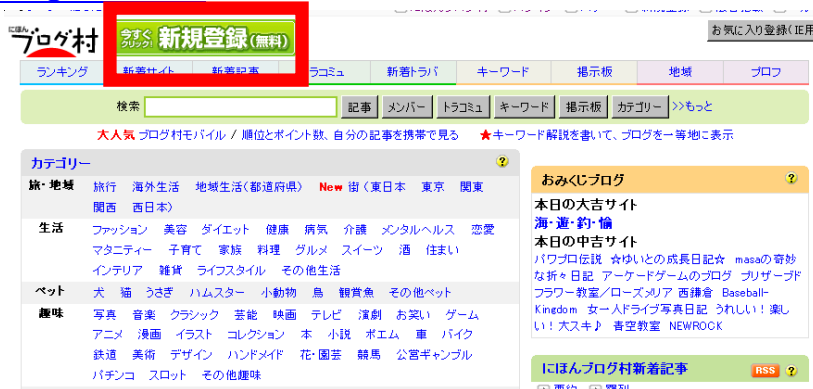 にほん
ブログ村
今すぐ
クリック! 新規登録(無料)
お気に入り登録(IE用
ランキング 新着サイト 新着記事 ラコミュ 新着トラバ キーワード 掲示板 地域 プロフ
検索 記事 メンバー トラコミュ キーワード 掲示板 カテゴリー >>もっと
大人気 ブログ村モバイル / 順位とポイント数、自分の記事を携帯で見る ★キーワード解説を書いて、ブログを一等地に表示
カテゴリー
旅・地域 旅行 海外生活 地域生活(都道府県) New 街(東日本 東京 関東
関西 西日本)
生活 ファッション 美容 ダイエット 健康 病気 介護 メンタルヘルス 恋愛
マタニティー 子育て 家族 料理 グルメ スイーツ 酒 住まい
インテリア 雑貨 ライフスタイル その他生活
ペット 犬 猫 うさぎ ハムスター 小動物 鳥 観賞魚 その他ペット
趣味 写真 音楽 クラシック 芸能 映画 テレビ 演劇 お笑い ゲーム
アニメ 漫画 イラスト コレクション 本 小説 ポエム 車 バイク
鉄道 美術 デザイン ハンドメイド 花・園芸 競馬 公営ギャンブル
パチンコ スロット その他趣味
おみくじブログ
本日の大吉サイト
海・遊・釣・愉
本日の中吉サイト
パワプロ伝説 ☆ゆいとの成長日記☆ masaの奇妙
な折々日記 アーケードゲームのブログ プリザーブド
フラワー教室/ローズメリア 西鎌倉 Baseball-
Kingdom 女一人ドライブ写真日記 うれしい!楽し
い!大スキ♪ 青空教室 NEWROCK
にほんブログ村新着記事 RSS